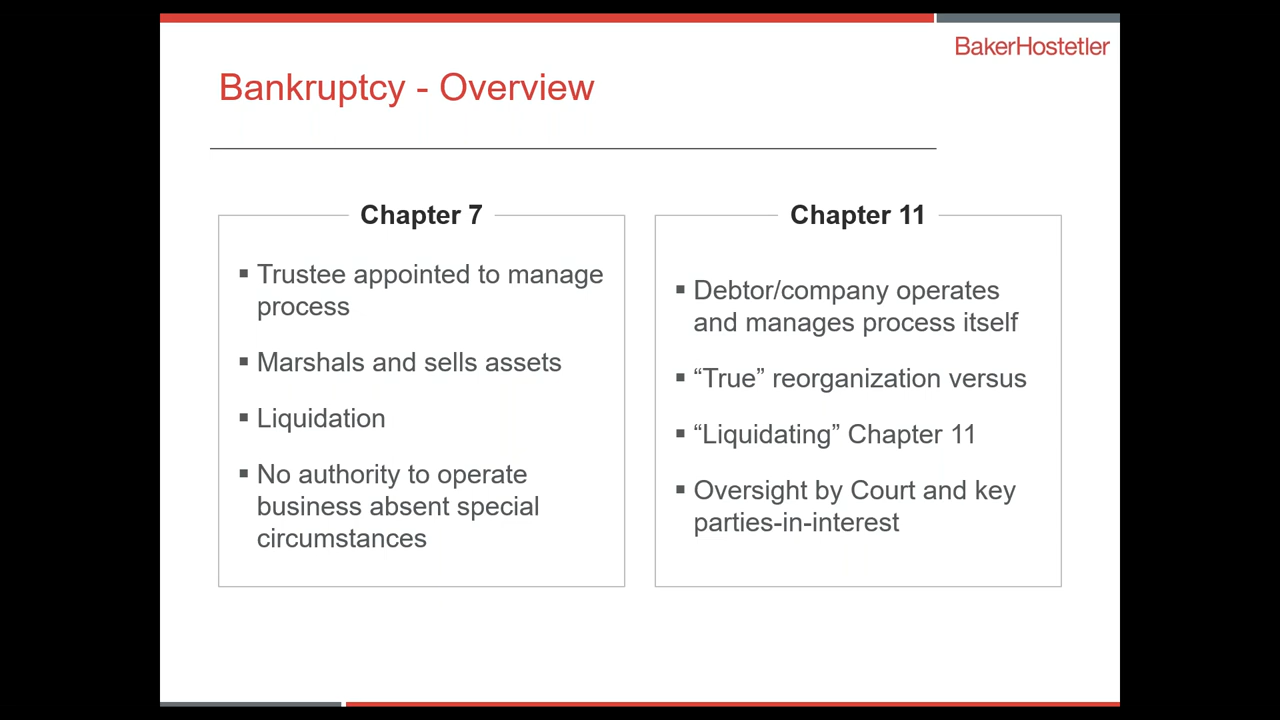 BakerHostetler
Bankruptcy - Overview
Chapter 7
▪ Trustee appointed to manage
process
▪ Marshals and sells assets
▪ Liquidation
▪ No authority to operate
business absent special
circumstances
Chapter 11
▪ Debtor/company operates
and manages process itself
▪ “True” reorganization versus
▪ “Liquidating” Chapter 11
▪ Oversight by Court and key
parties-in-interest